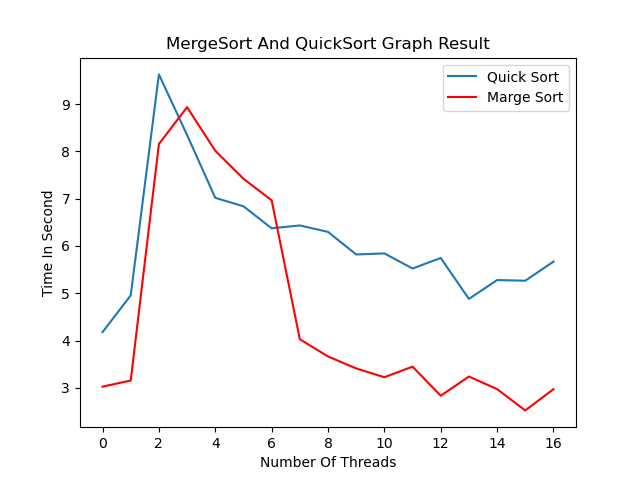 MergeSort And QuickSort Graph Result
Quick Sort
Marge Sort
Time In Second
9
8
7
6
5
4
3
0 2 4 6 8 10 12 14 16
Number Of Threads